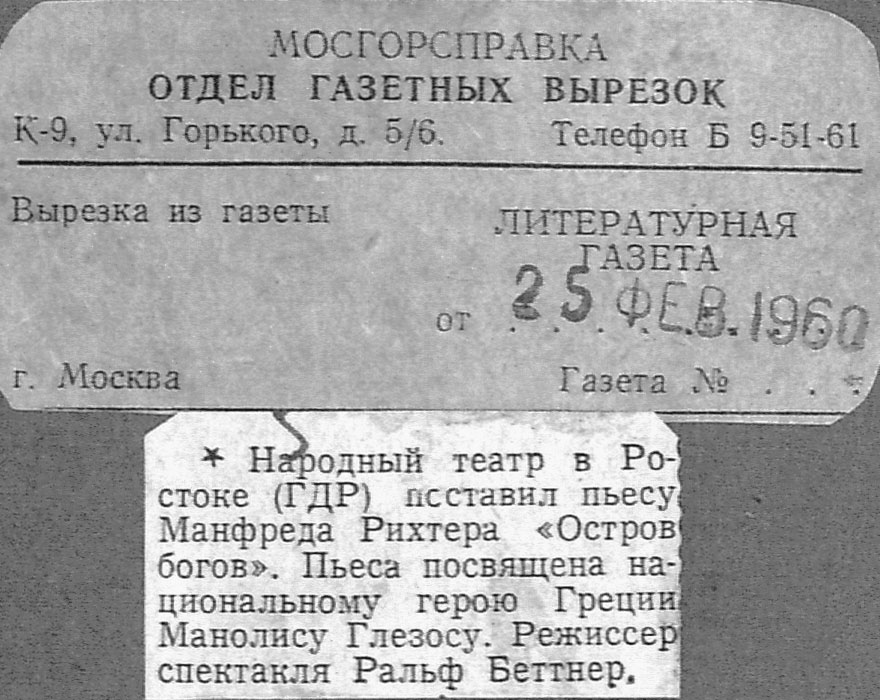 МОСГОРСПРАВКА
ОТДЕЛ ГАЗЕТНЫХ ВЫРЕЗОК
К-9, ул. Горького, д. 5/6. Телефон Б 9-51-61
Вырезка из газеты
ЛИТЕРАТУРНАЯ
ГАЗЕТА
от 25 ФЕВ. 1960
г. Москва Газета № . . .
★ Народный театр в Ро-
стоке (ГДР) поставил пьесу
Манфреда Рихтера «Остров
богов». Пьеса посвящена на-
циональному герою Греции
Манолису Глезосу. Режиссер
спектакля Ральф Беттнер.